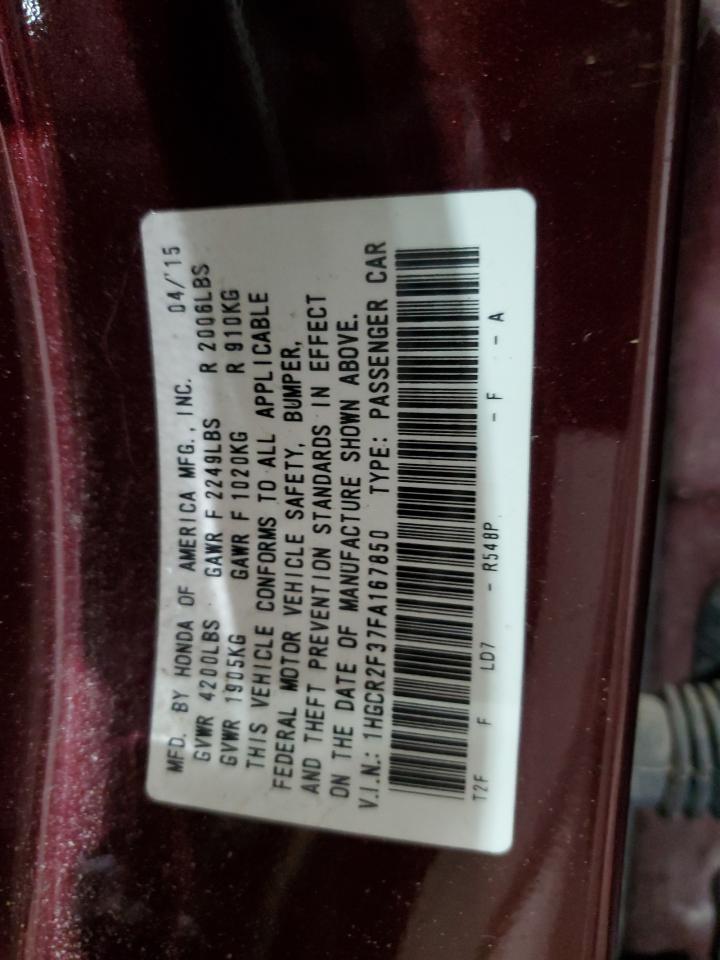 MFD. BY HONDA OF AMERICA MFG., INC. 04/'15
GVWR 4200LBS GAWR F 2249LBS R 2006LBS
GVWR 1905KG GAWR F 1020KG R 910KG
THIS VEHICLE CONFORMS TO ALL APPLICABLE
FEDERAL MOTOR VEHICLE SAFETY, BUMPER,
AND THEFT PREVENTION STANDARDS IN EFFECT
ON THE DATE OF MANUFACTURE SHOWN ABOVE.
V.I.N.: 1HGCR2F37FA167850 TYPE: PASSENGER CAR
T2F F LD7 - R548P - F - A